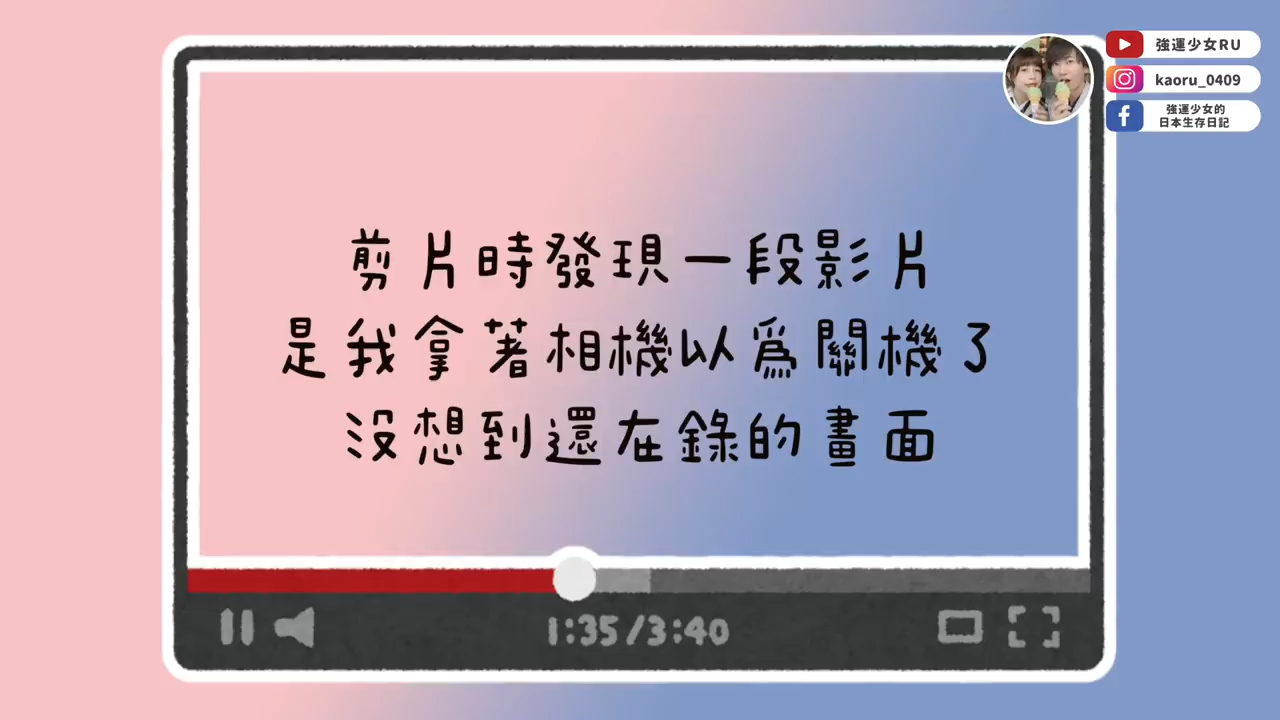 強運少女RU
kaoru_0409
強運少女的
日本生存日記
剪片時發現一段影片
是我拿著相機以為關機了
沒想到還在錄的畫面
1:35/3:40